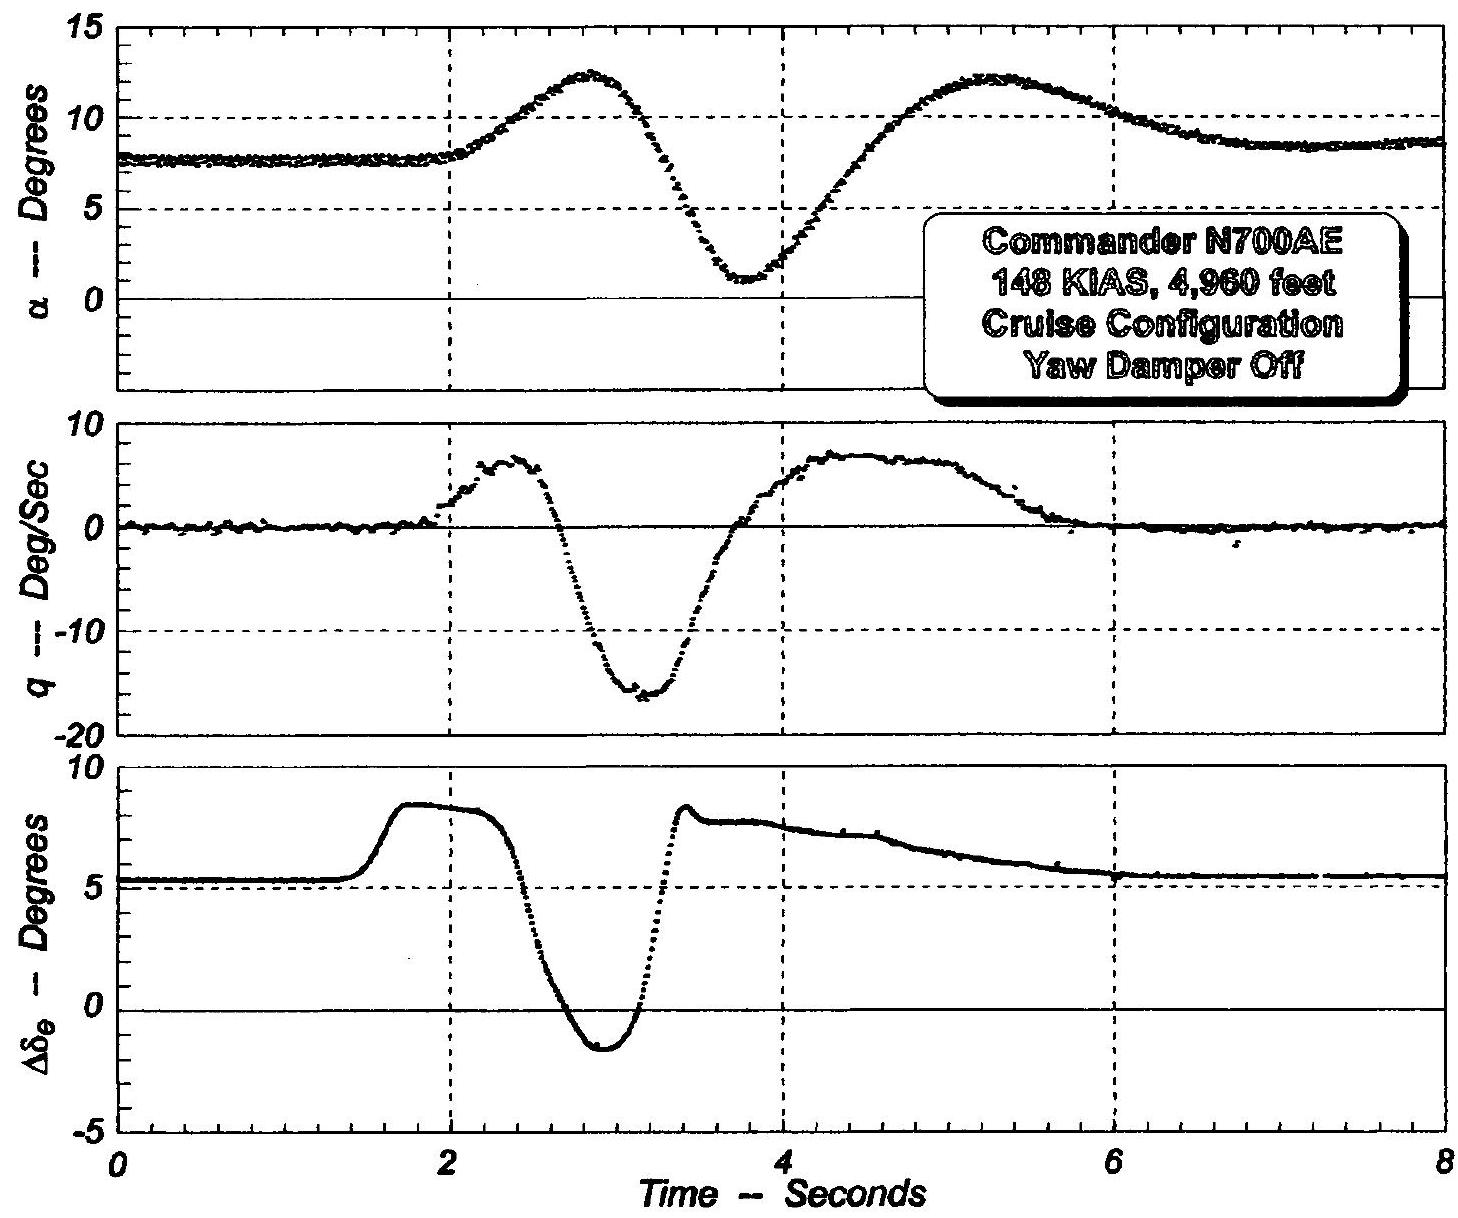 15
10
5
0
α --- Degrees
Commander N700AE
148 KIAS, 4,960 feet
Cruise Configuration
Yaw Damper Off
10
0
-10
-20
q --- Deg/Sec
10
5
0
-5
Δδe -- Degrees
0 2 4 6 8
Time -- Seconds